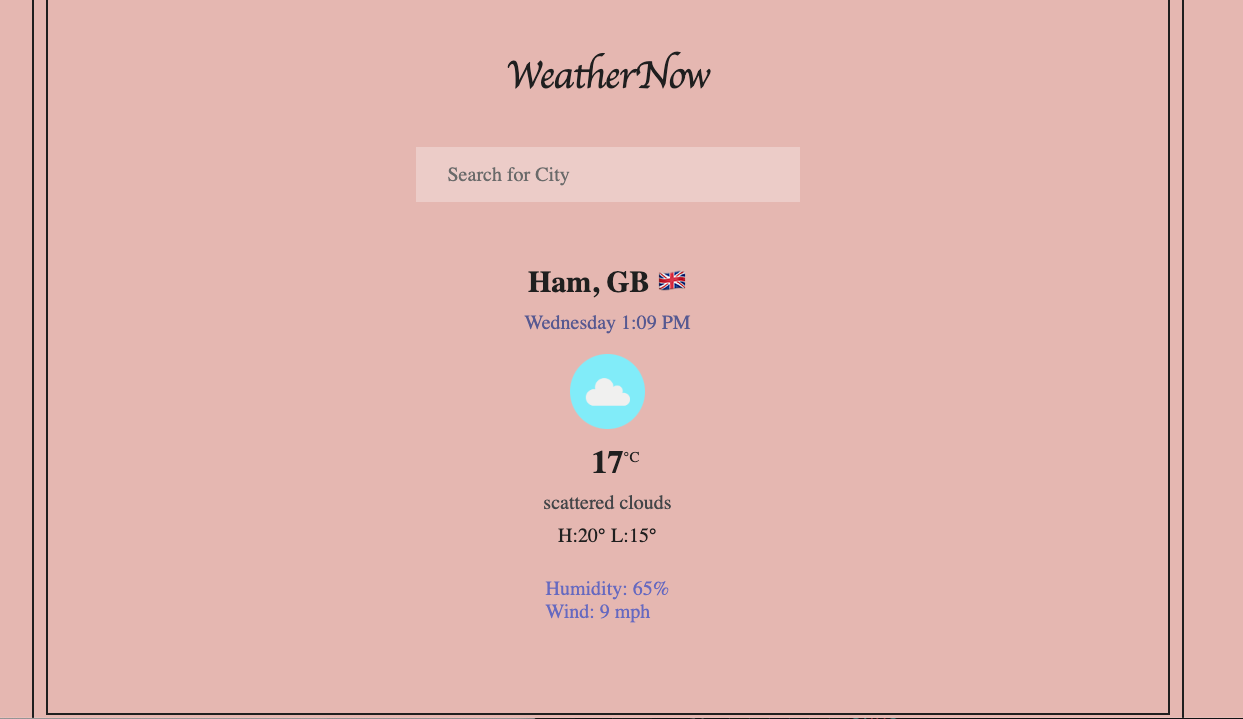 WeatherNow
Search for City
Ham, GB 🇬🇧
Wednesday 1:09 PM
17°C
scattered clouds
H:20° L:15°
Humidity: 65%
Wind: 9 mph